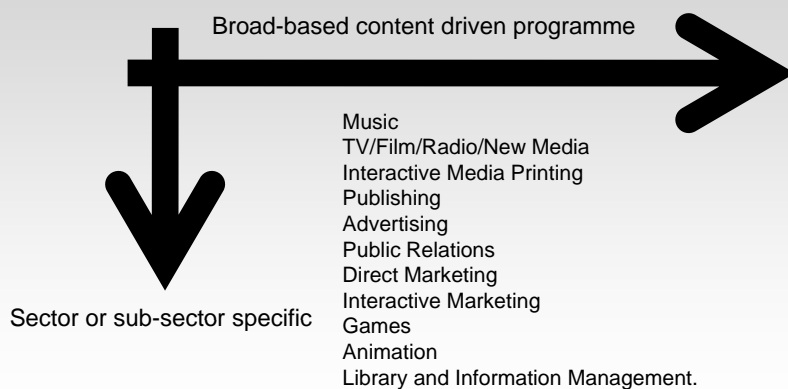 Broad-based content driven programme
Music
TV/Film/Radio/New Media
Interactive Media Printing
Publishing
Advertising
Public Relations
Direct Marketing
Interactive Marketing
Games
Animation
Library and Information Management.
Sector or sub-sector specific